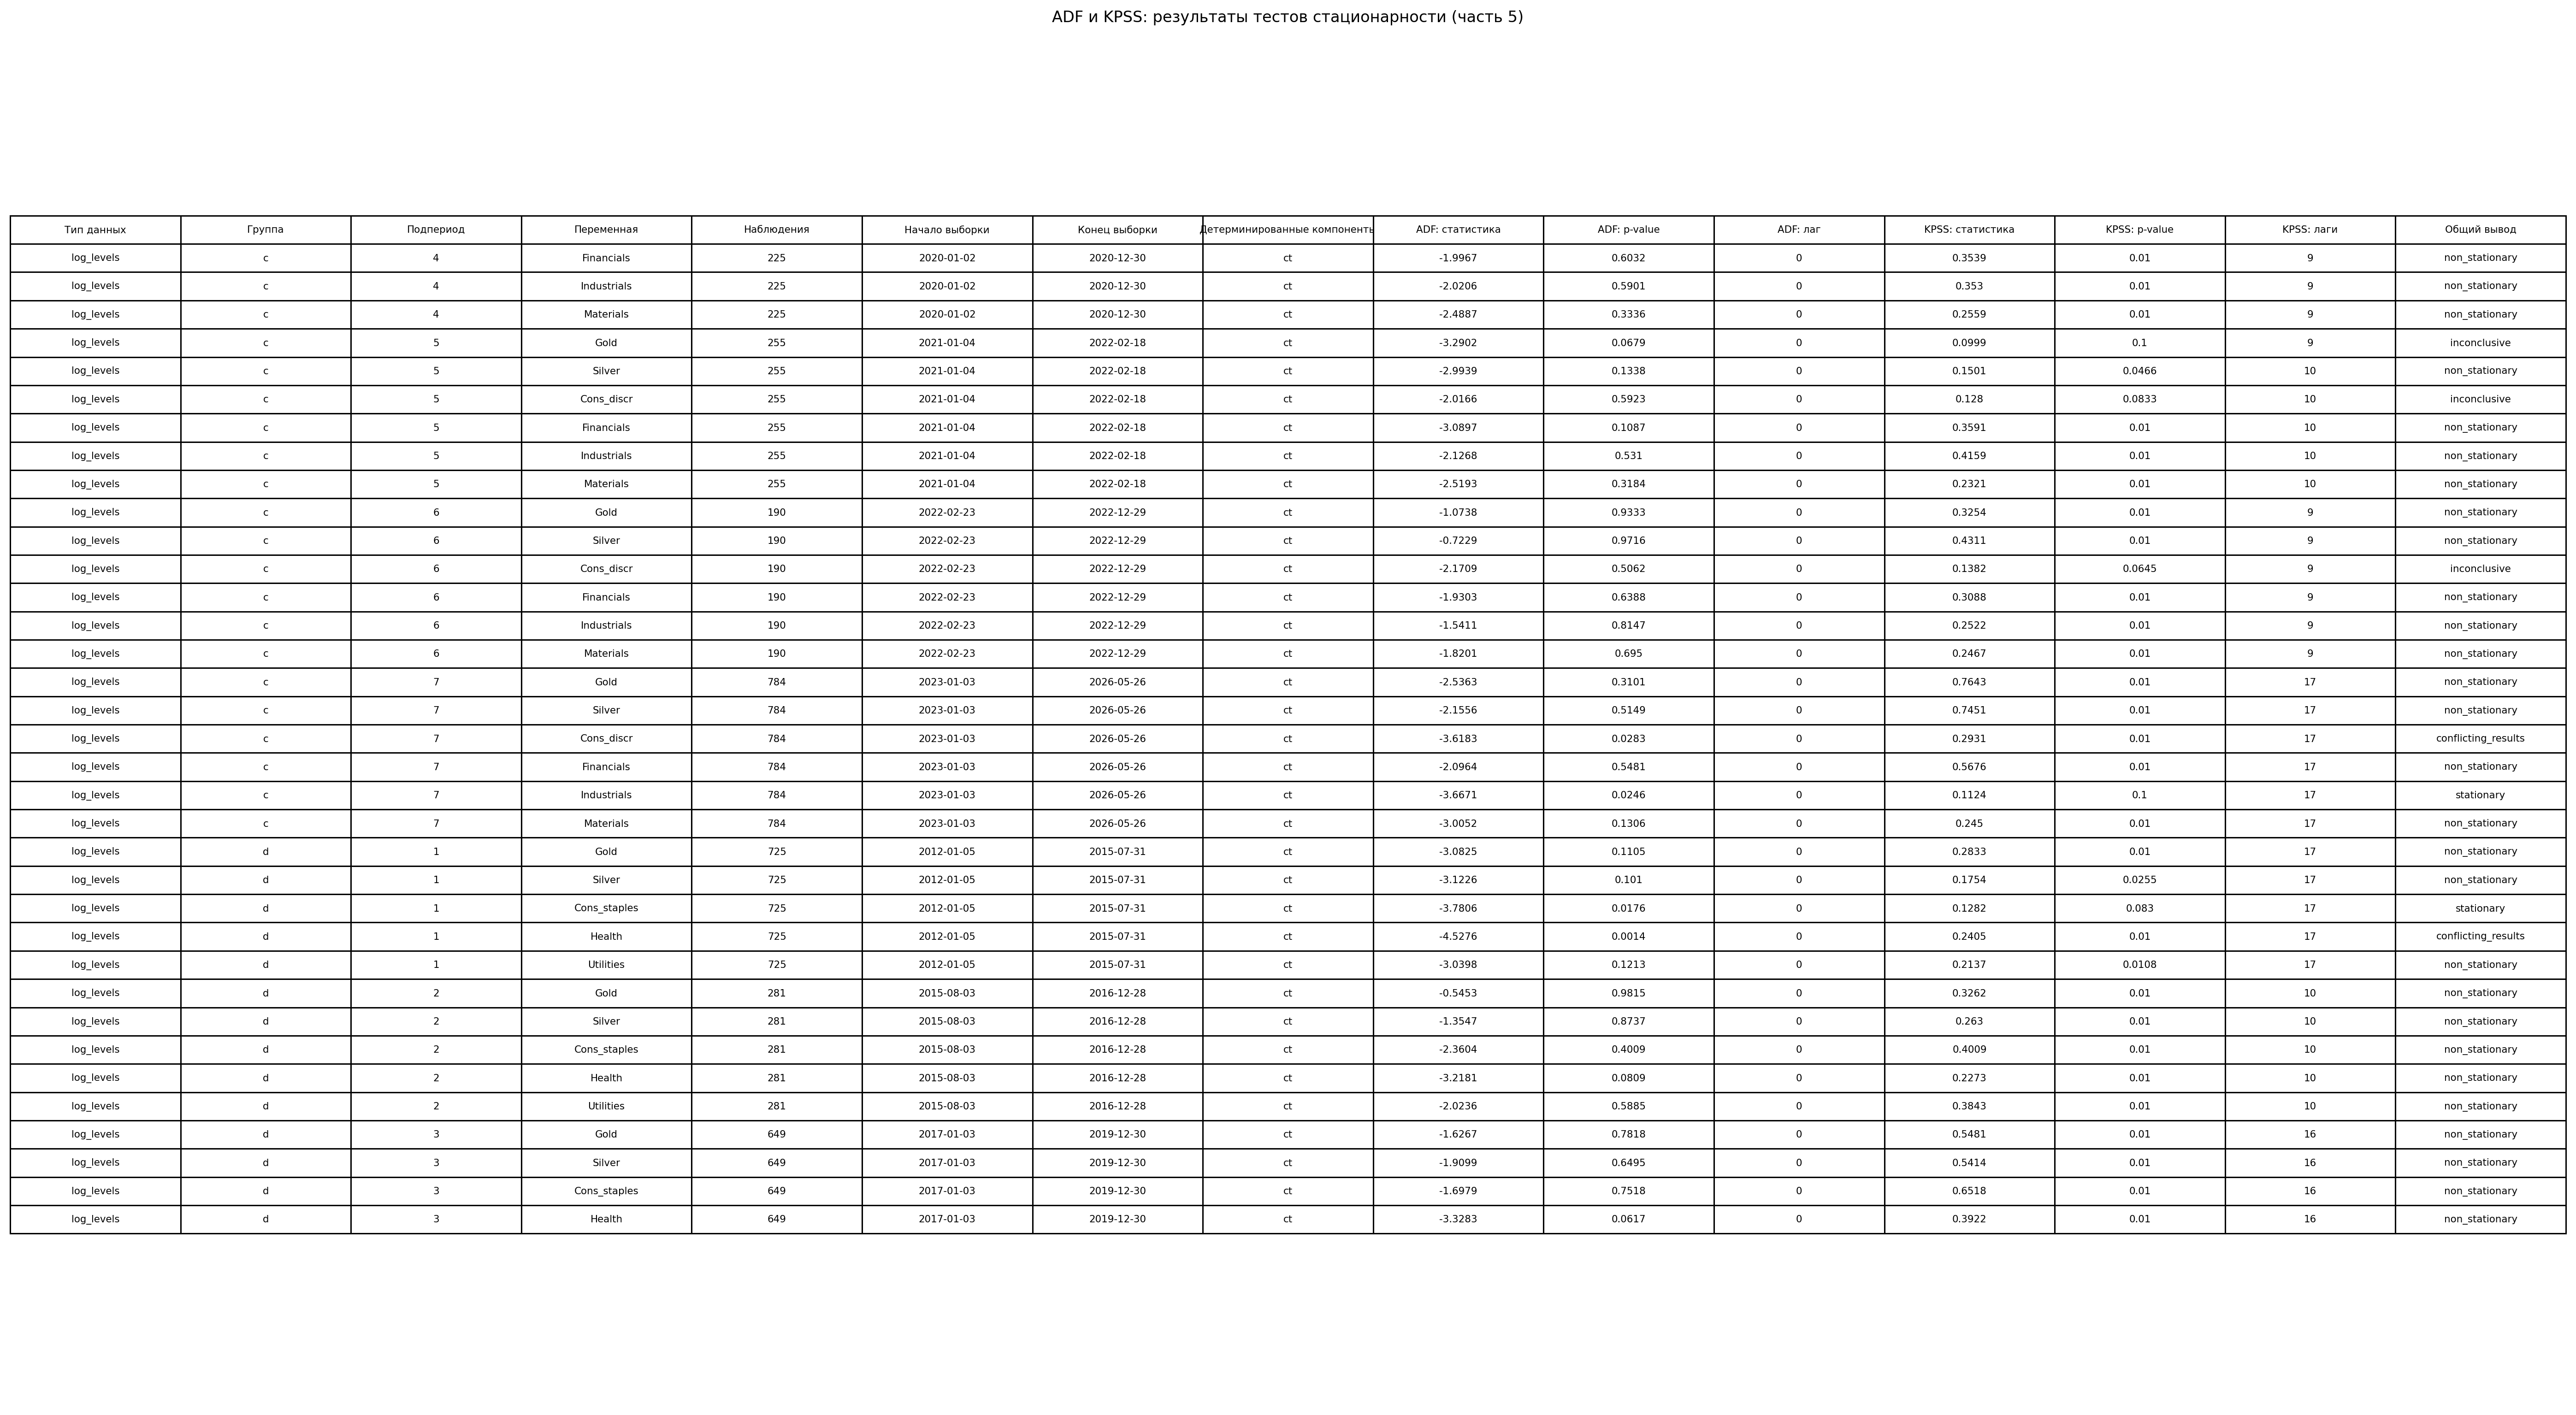 ADF и KPSS: результаты тестов стационарности (часть 5)
Тип данных Группа Подпериод Переменная Наблюдения Начало выборки Конец выборки Детерминированные компоненты ADF: статистика ADF: p-value ADF: лаг KPSS: статистика KPSS: p-value KPSS: лаги Общий вывод
log_levels c 4 Financials 225 2020-01-02 2020-12-30 ct -1.9967 0.6032 0 0.3539 0.01 9 non_stationary
log_levels c 4 Industrials 225 2020-01-02 2020-12-30 ct -2.0206 0.5901 0 0.353 0.01 9 non_stationary
log_levels c 4 Materials 225 2020-01-02 2020-12-30 ct -2.4887 0.3336 0 0.2559 0.01 9 non_stationary
log_levels c 5 Gold 255 2021-01-04 2022-02-18 ct -3.2902 0.0679 0 0.0999 0.1 9 inconclusive
log_levels c 5 Silver 255 2021-01-04 2022-02-18 ct -2.9939 0.1338 0 0.1501 0.0466 10 non_stationary
log_levels c 5 Cons_discr 255 2021-01-04 2022-02-18 ct -2.0166 0.5923 0 0.128 0.0833 10 inconclusive
log_levels c 5 Financials 255 2021-01-04 2022-02-18 ct -3.0897 0.1087 0 0.3591 0.01 10 non_stationary
log_levels c 5 Industrials 255 2021-01-04 2022-02-18 ct -2.1268 0.531 0 0.4159 0.01 10 non_stationary
log_levels c 5 Materials 255 2021-01-04 2022-02-18 ct -2.5193 0.3184 0 0.2321 0.01 10 non_stationary
log_levels c 6 Gold 190 2022-02-23 2022-12-29 ct -1.0738 0.9333 0 0.3254 0.01 9 non_stationary
log_levels c 6 Silver 190 2022-02-23 2022-12-29 ct -0.7229 0.9716 0 0.4311 0.01 9 non_stationary
log_levels c 6 Cons_discr 190 2022-02-23 2022-12-29 ct -2.1709 0.5062 0 0.1382 0.0645 9 inconclusive
log_levels c 6 Financials 190 2022-02-23 2022-12-29 ct -1.9303 0.6388 0 0.3088 0.01 9 non_stationary
log_levels c 6 Industrials 190 2022-02-23 2022-12-29 ct -1.5411 0.8147 0 0.2522 0.01 9 non_stationary
log_levels c 6 Materials 190 2022-02-23 2022-12-29 ct -1.8201 0.695 0 0.2467 0.01 9 non_stationary
log_levels c 7 Gold 784 2023-01-03 2026-05-26 ct -2.5363 0.3101 0 0.7643 0.01 17 non_stationary
log_levels c 7 Silver 784 2023-01-03 2026-05-26 ct -2.1556 0.5149 0 0.7451 0.01 17 non_stationary
log_levels c 7 Cons_discr 784 2023-01-03 2026-05-26 ct -3.6183 0.0283 0 0.2931 0.01 17 conflicting_results
log_levels c 7 Financials 784 2023-01-03 2026-05-26 ct -2.0964 0.5481 0 0.5676 0.01 17 non_stationary
log_levels c 7 Industrials 784 2023-01-03 2026-05-26 ct -3.6671 0.0246 0 0.1124 0.1 17 stationary
log_levels c 7 Materials 784 2023-01-03 2026-05-26 ct -3.0052 0.1306 0 0.245 0.01 17 non_stationary
log_levels d 1 Gold 725 2012-01-05 2015-07-31 ct -3.0825 0.1105 0 0.2833 0.01 17 non_stationary
log_levels d 1 Silver 725 2012-01-05 2015-07-31 ct -3.1226 0.101 0 0.1754 0.0255 17 non_stationary
log_levels d 1 Cons_staples 725 2012-01-05 2015-07-31 ct -3.7806 0.0176 0 0.1282 0.083 17 stationary
log_levels d 1 Health 725 2012-01-05 2015-07-31 ct -4.5276 0.0014 0 0.2405 0.01 17 conflicting_results
log_levels d 1 Utilities 725 2012-01-05 2015-07-31 ct -3.0398 0.1213 0 0.2137 0.0108 17 non_stationary
log_levels d 2 Gold 281 2015-08-03 2016-12-28 ct -0.5453 0.9815 0 0.3262 0.01 10 non_stationary
log_levels d 2 Silver 281 2015-08-03 2016-12-28 ct -1.3547 0.8737 0 0.263 0.01 10 non_stationary
log_levels d 2 Cons_staples 281 2015-08-03 2016-12-28 ct -2.3604 0.4009 0 0.4009 0.01 10 non_stationary
log_levels d 2 Health 281 2015-08-03 2016-12-28 ct -3.2181 0.0809 0 0.2273 0.01 10 non_stationary
log_levels d 2 Utilities 281 2015-08-03 2016-12-28 ct -2.0236 0.5885 0 0.3843 0.01 10 non_stationary
log_levels d 3 Gold 649 2017-01-03 2019-12-30 ct -1.6267 0.7818 0 0.5481 0.01 16 non_stationary
log_levels d 3 Silver 649 2017-01-03 2019-12-30 ct -1.9099 0.6495 0 0.5414 0.01 16 non_stationary
log_levels d 3 Cons_staples 649 2017-01-03 2019-12-30 ct -1.6979 0.7518 0 0.6518 0.01 16 non_stationary
log_levels d 3 Health 649 2017-01-03 2019-12-30 ct -3.3283 0.0617 0 0.3922 0.01 16 non_stationary